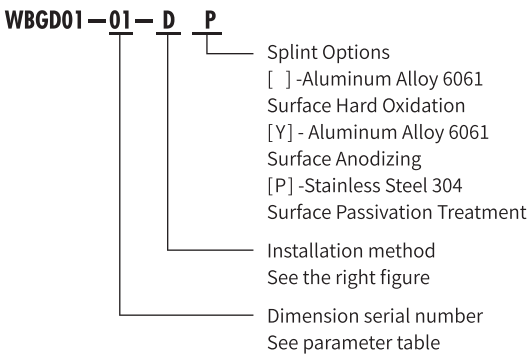 WBGD01-01-D P
Splint Options
[ ] -Aluminum Alloy 6061
Surface Hard Oxidation
[Y] - Aluminum Alloy 6061
Surface Anodizing
[P] -Stainless Steel 304
Surface Passivation Treatment
Installation method
See the right figure
Dimension serial number
See parameter table